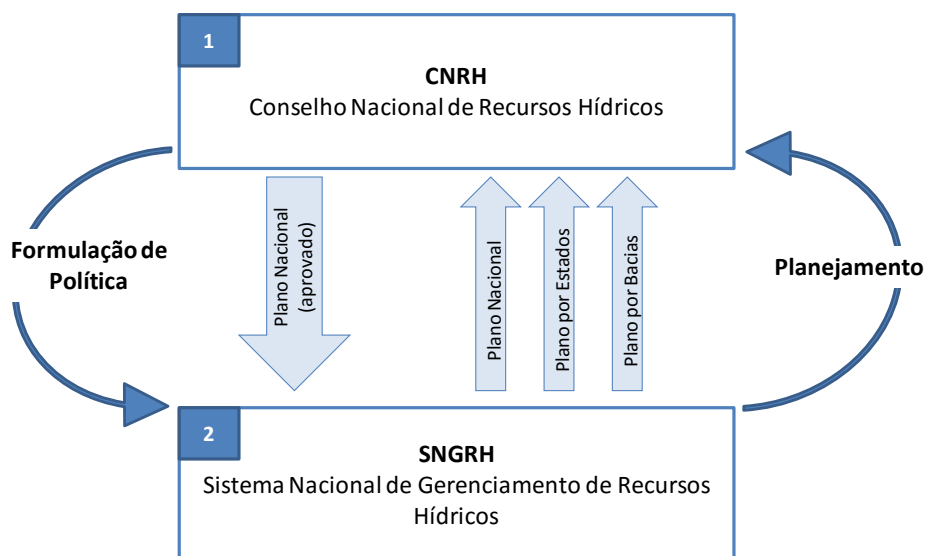 1
CNRH
Conselho Nacional de Recursos Hídricos
Formulação de
Política
Plano Nacional
(aprovado)
Plano Nacional
Plano por Estados
Plano por Bacias
Planejamento
2
SNGRH
Sistema Nacional de Gerenciamento de Recursos
Hídricos